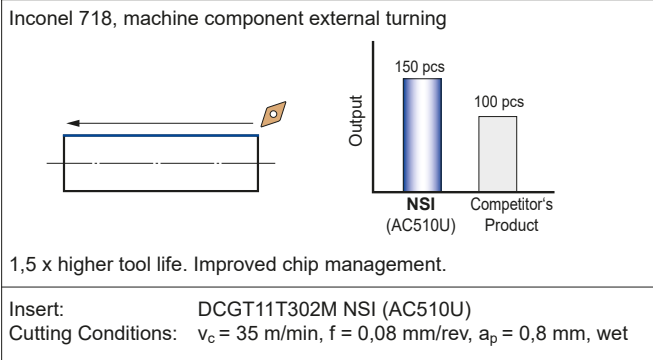 Inconel 718, machine component external turning
150 pcs
100 pcs
Output
NSI
(AC510U)
Competitor‘s
Product
1,5 x higher tool life. Improved chip management.
Insert: DCGT11T302M NSI (AC510U)
Cutting Conditions: vc = 35 m/min, f = 0,08 mm/rev, ap = 0,8 mm, wet